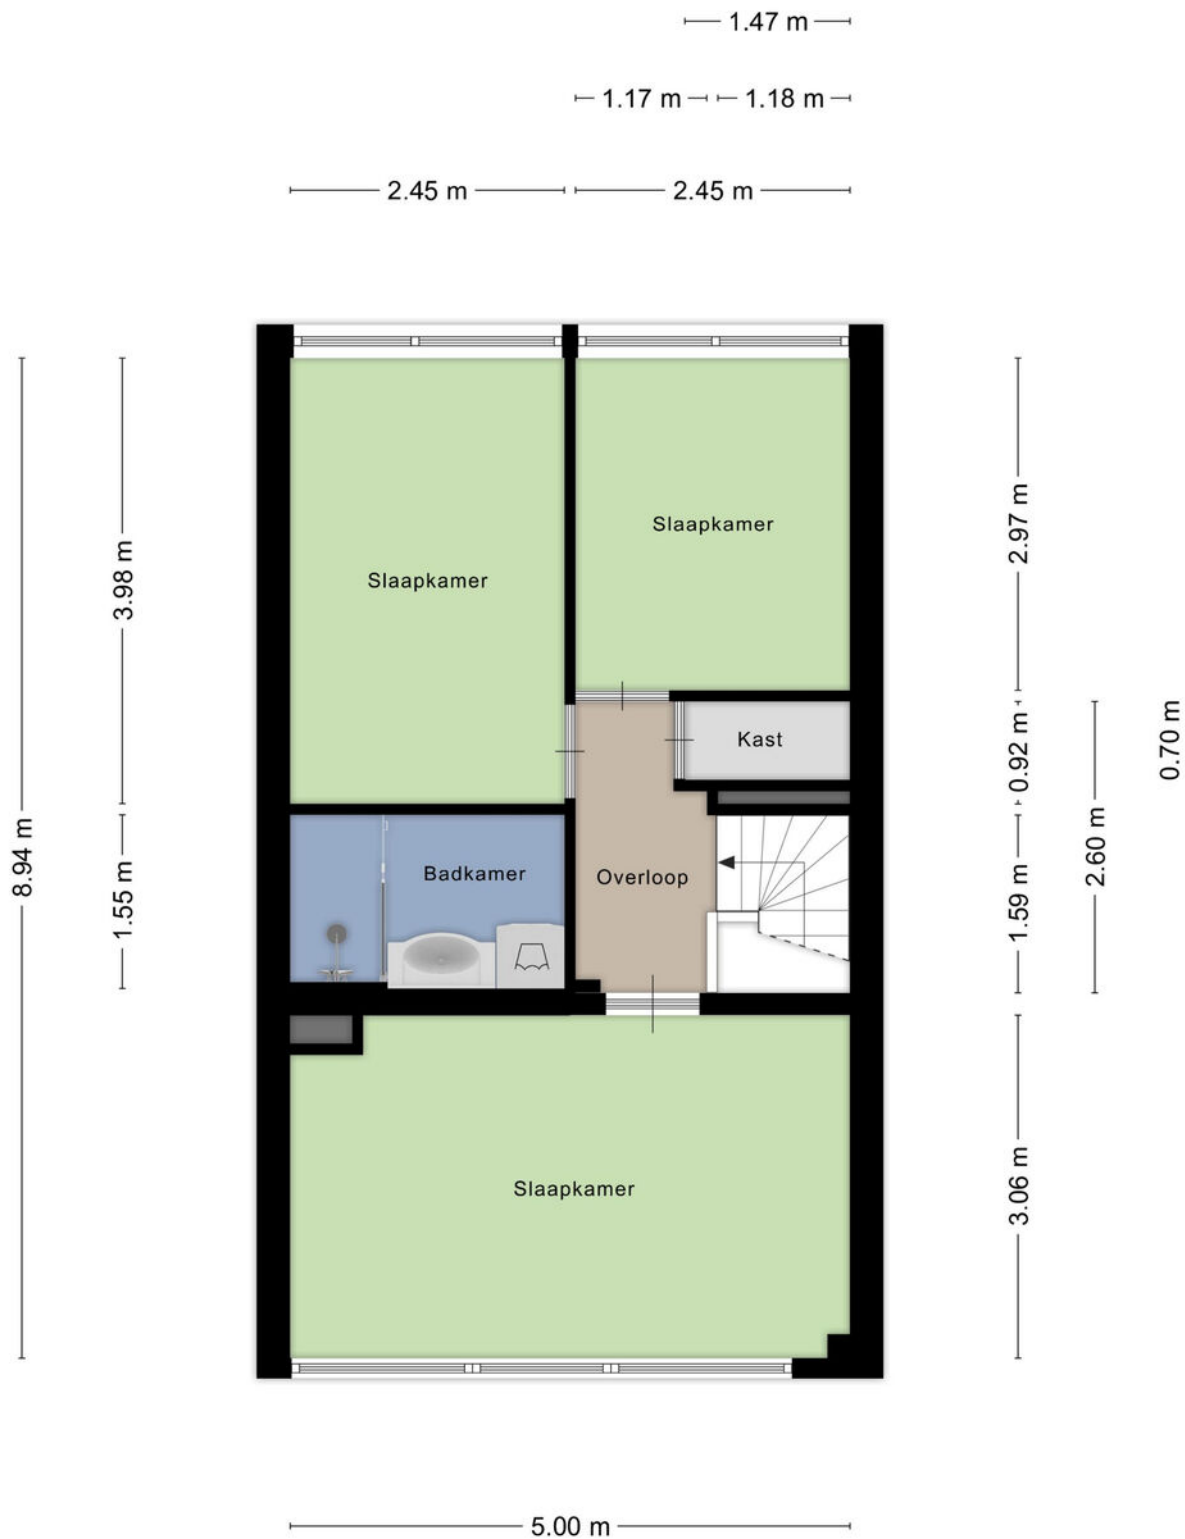 1.47 m
1.17 m
1.18 m
2.45 m
2.45 m
8.94 m
3.98 m
1.55 m
Slaapkamer
Slaapkamer
Kast
Badkamer
Overloop
Slaapkamer
2.97 m
0.92 m
1.59 m
3.06 m
2.60 m
0.70 m
5.00 m